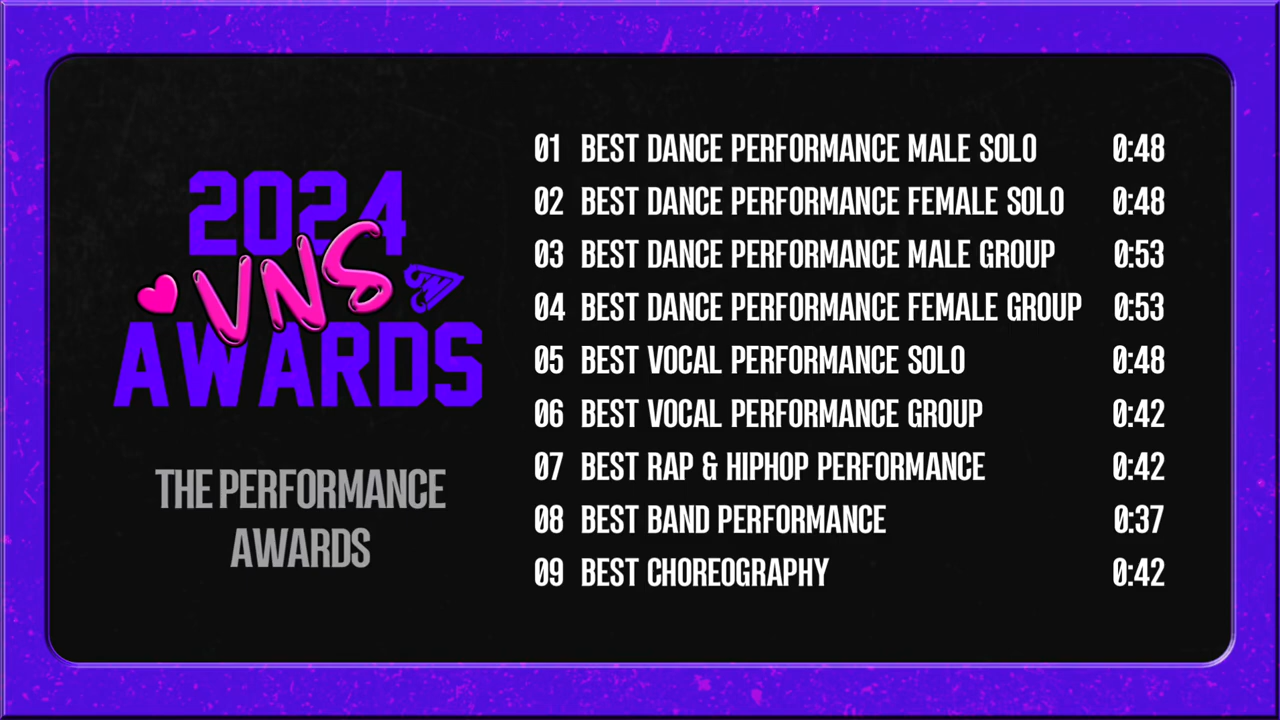 2024
VNS
AWARDS
THE PERFORMANCE
AWARDS
01 BEST DANCE PERFORMANCE MALE SOLO 0:48
02 BEST DANCE PERFORMANCE FEMALE SOLO 0:48
03 BEST DANCE PERFORMANCE MALE GROUP 0:53
04 BEST DANCE PERFORMANCE FEMALE GROUP 0:53
05 BEST VOCAL PERFORMANCE SOLO 0:48
06 BEST VOCAL PERFORMANCE GROUP 0:42
07 BEST RAP & HIPHOP PERFORMANCE 0:42
08 BEST BAND PERFORMANCE 0:37
09 BEST CHOREOGRAPHY 0:42